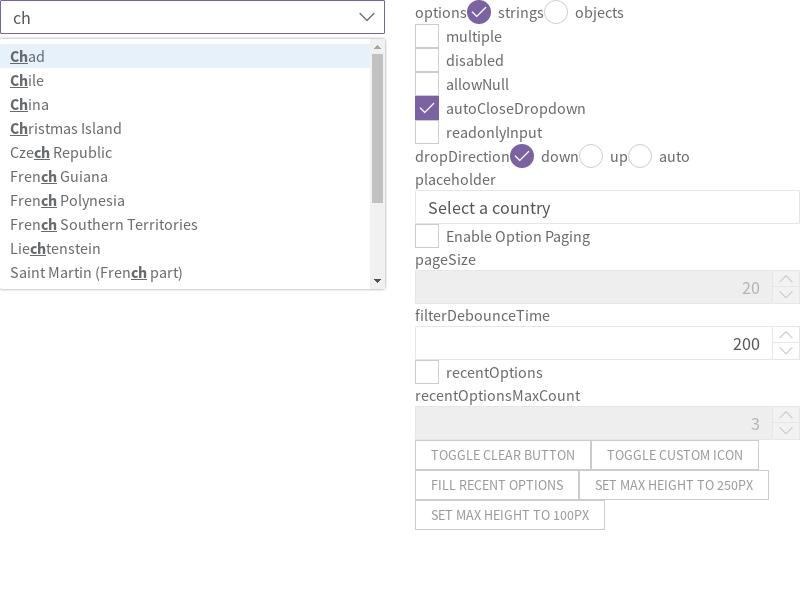 ch
Chad
Chile
China
Christmas Island
Czech Republic
French Guiana
French Polynesia
French Southern Territories
Liechtenstein
Saint Martin (French part)
options strings objects
multiple
disabled
allowNull
autoCloseDropdown
readonlyInput
dropDirection down up auto
placeholder
Select a country
Enable Option Paging
pageSize
20
filterDebounceTime
200
recentOptions
recentOptionsMaxCount
3
TOGGLE CLEAR BUTTON TOGGLE CUSTOM ICON
FILL RECENT OPTIONS SET MAX HEIGHT TO 250PX
SET MAX HEIGHT TO 100PX